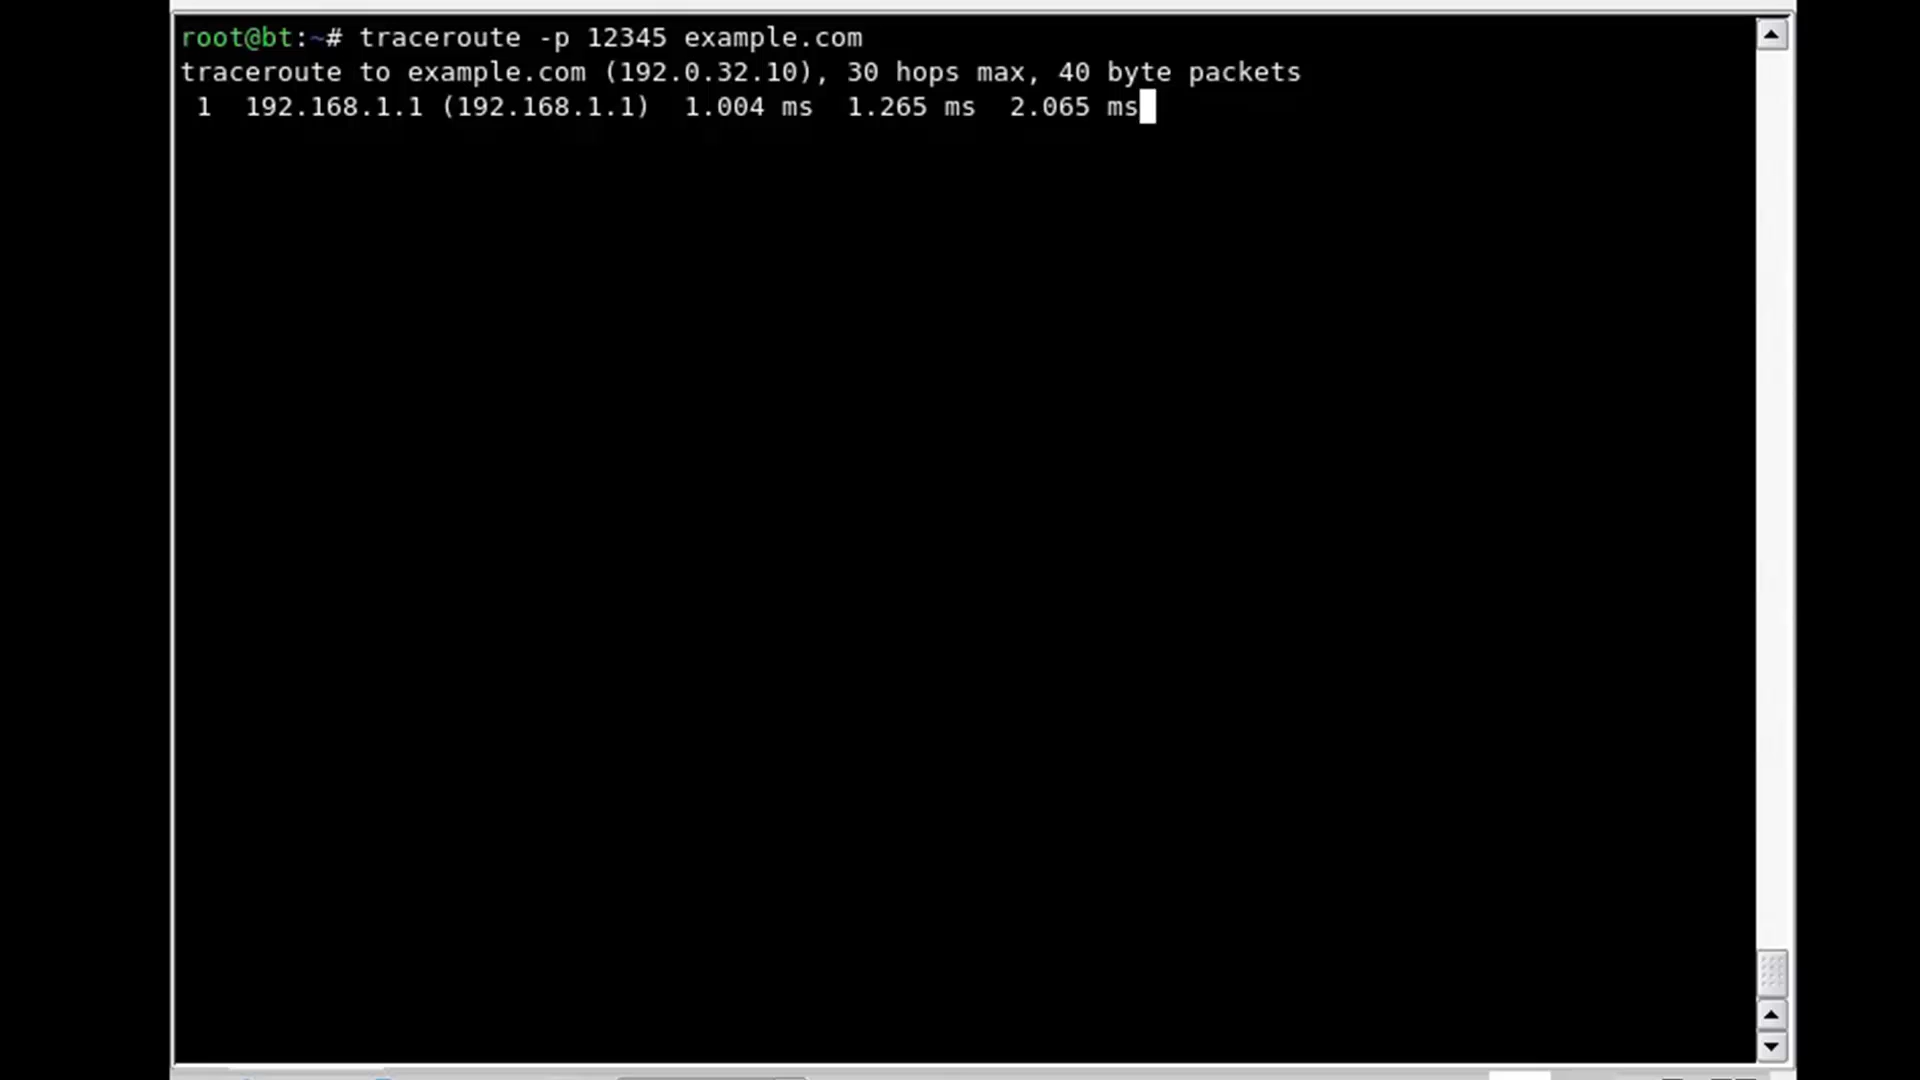 root@bt:~# traceroute -p 12345 example.com
traceroute to example.com (192.0.32.10), 30 hops max, 40 byte packets
 1  192.168.1.1 (192.168.1.1)  1.004 ms  1.265 ms  2.065 ms